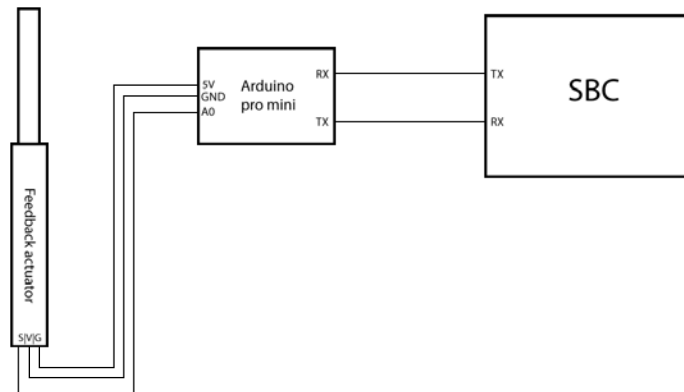 5V
GND
A0
Arduino
pro mini
RX
TX
TX
RX
SBC
Feedback actuator
S|V|G